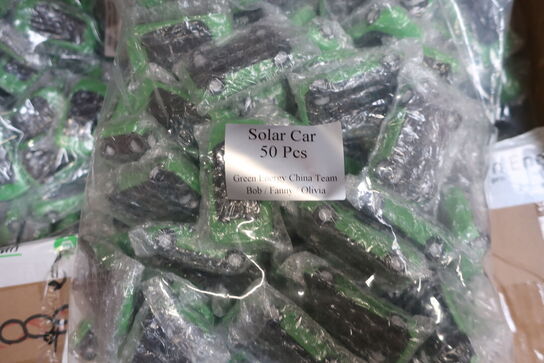 Solar Car
50 Pcs
Green Energy China Team
Bob / Fanny / Olivia